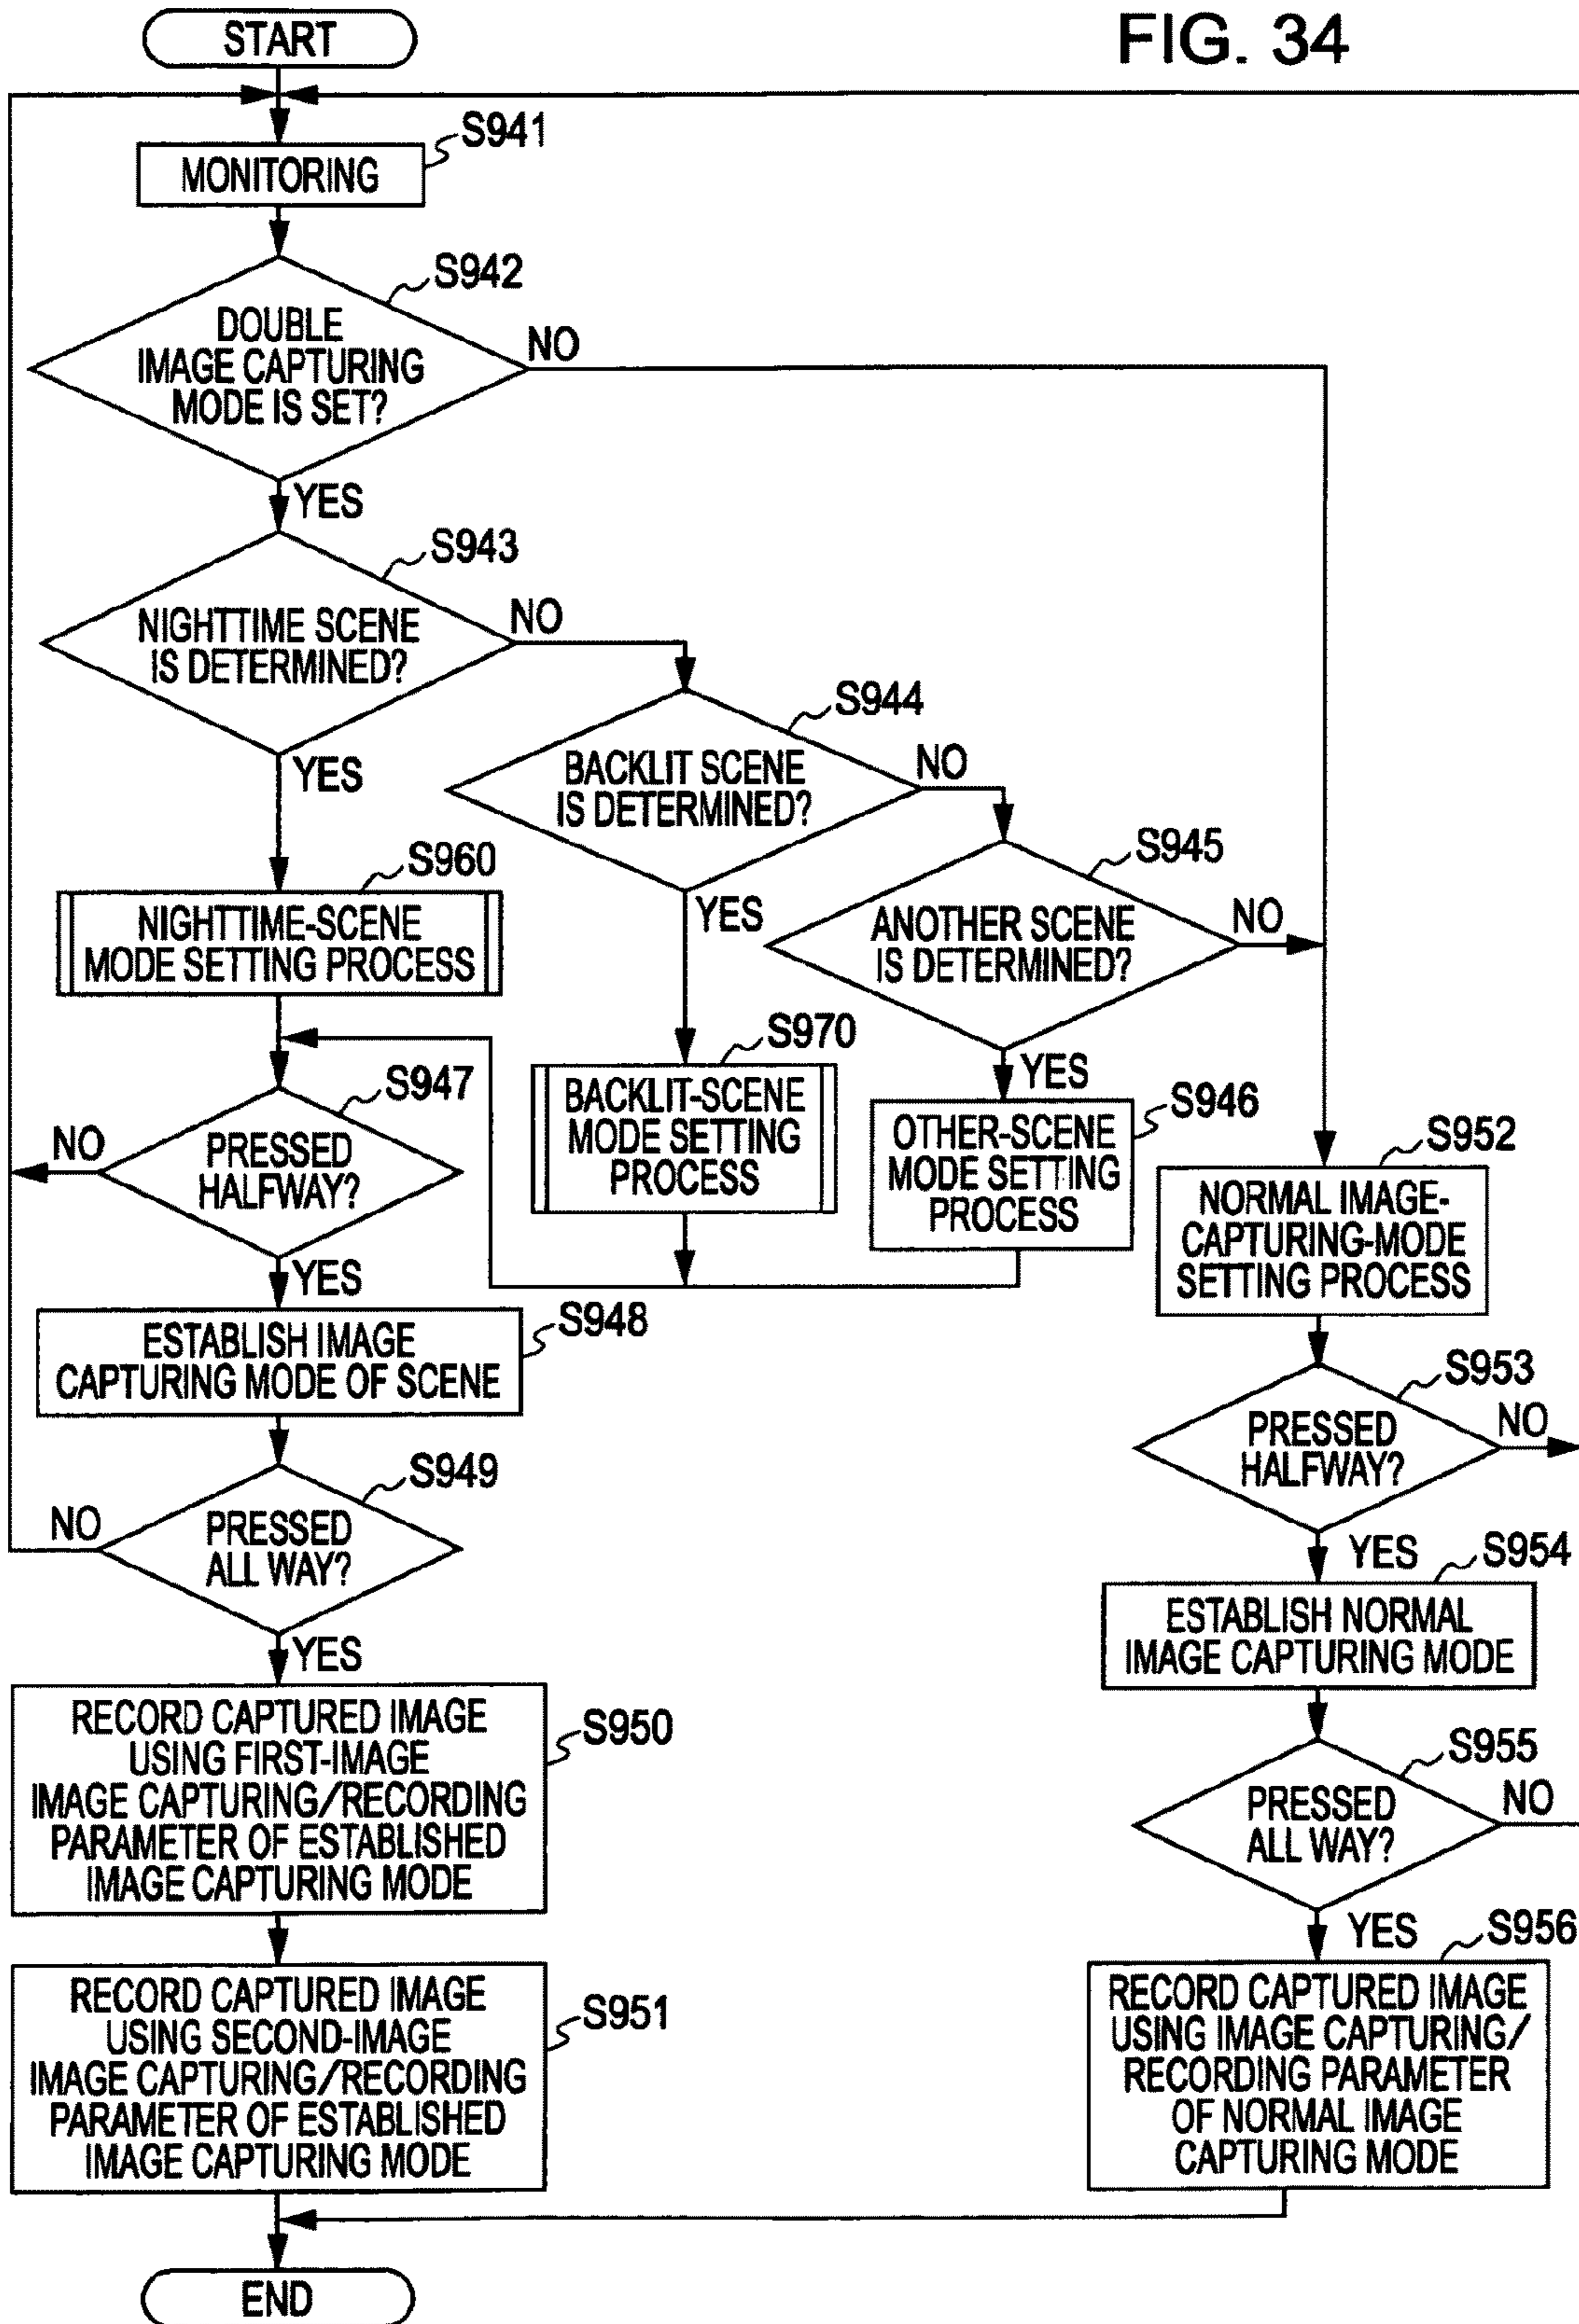 FIG. 34
START
S941
MONITORING
S942
DOUBLE
IMAGE CAPTURING
MODE IS SET?
NO
YES
S943
NIGHTTIME SCENE
IS DETERMINED?
NO
YES
S944
BACKLIT SCENE
IS DETERMINED?
NO
YES
S945
ANOTHER SCENE
IS DETERMINED?
NO
YES
S960
NIGHTTIME-SCENE
MODE SETTING PROCESS
S970
BACKLIT-SCENE
MODE SETTING
PROCESS
S946
OTHER-SCENE
MODE SETTING
PROCESS
S947
PRESSED
HALFWAY?
NO
YES
S948
ESTABLISH IMAGE
CAPTURING MODE OF SCENE
S949
PRESSED
ALL WAY?
NO
YES
S950
RECORD CAPTURED IMAGE
USING FIRST-IMAGE
IMAGE CAPTURING/RECORDING
PARAMETER OF ESTABLISHED
IMAGE CAPTURING MODE
S951
RECORD CAPTURED IMAGE
USING SECOND-IMAGE
IMAGE CAPTURING/RECORDING
PARAMETER OF ESTABLISHED
IMAGE CAPTURING MODE
S952
NORMAL IMAGE-
CAPTURING-MODE
SETTING PROCESS
S953
PRESSED
HALFWAY?
NO
YES
S954
ESTABLISH NORMAL
IMAGE CAPTURING MODE
S955
PRESSED
ALL WAY?
NO
YES
S956
RECORD CAPTURED IMAGE
USING IMAGE CAPTURING/
RECORDING PARAMETER
OF NORMAL IMAGE
CAPTURING MODE
END